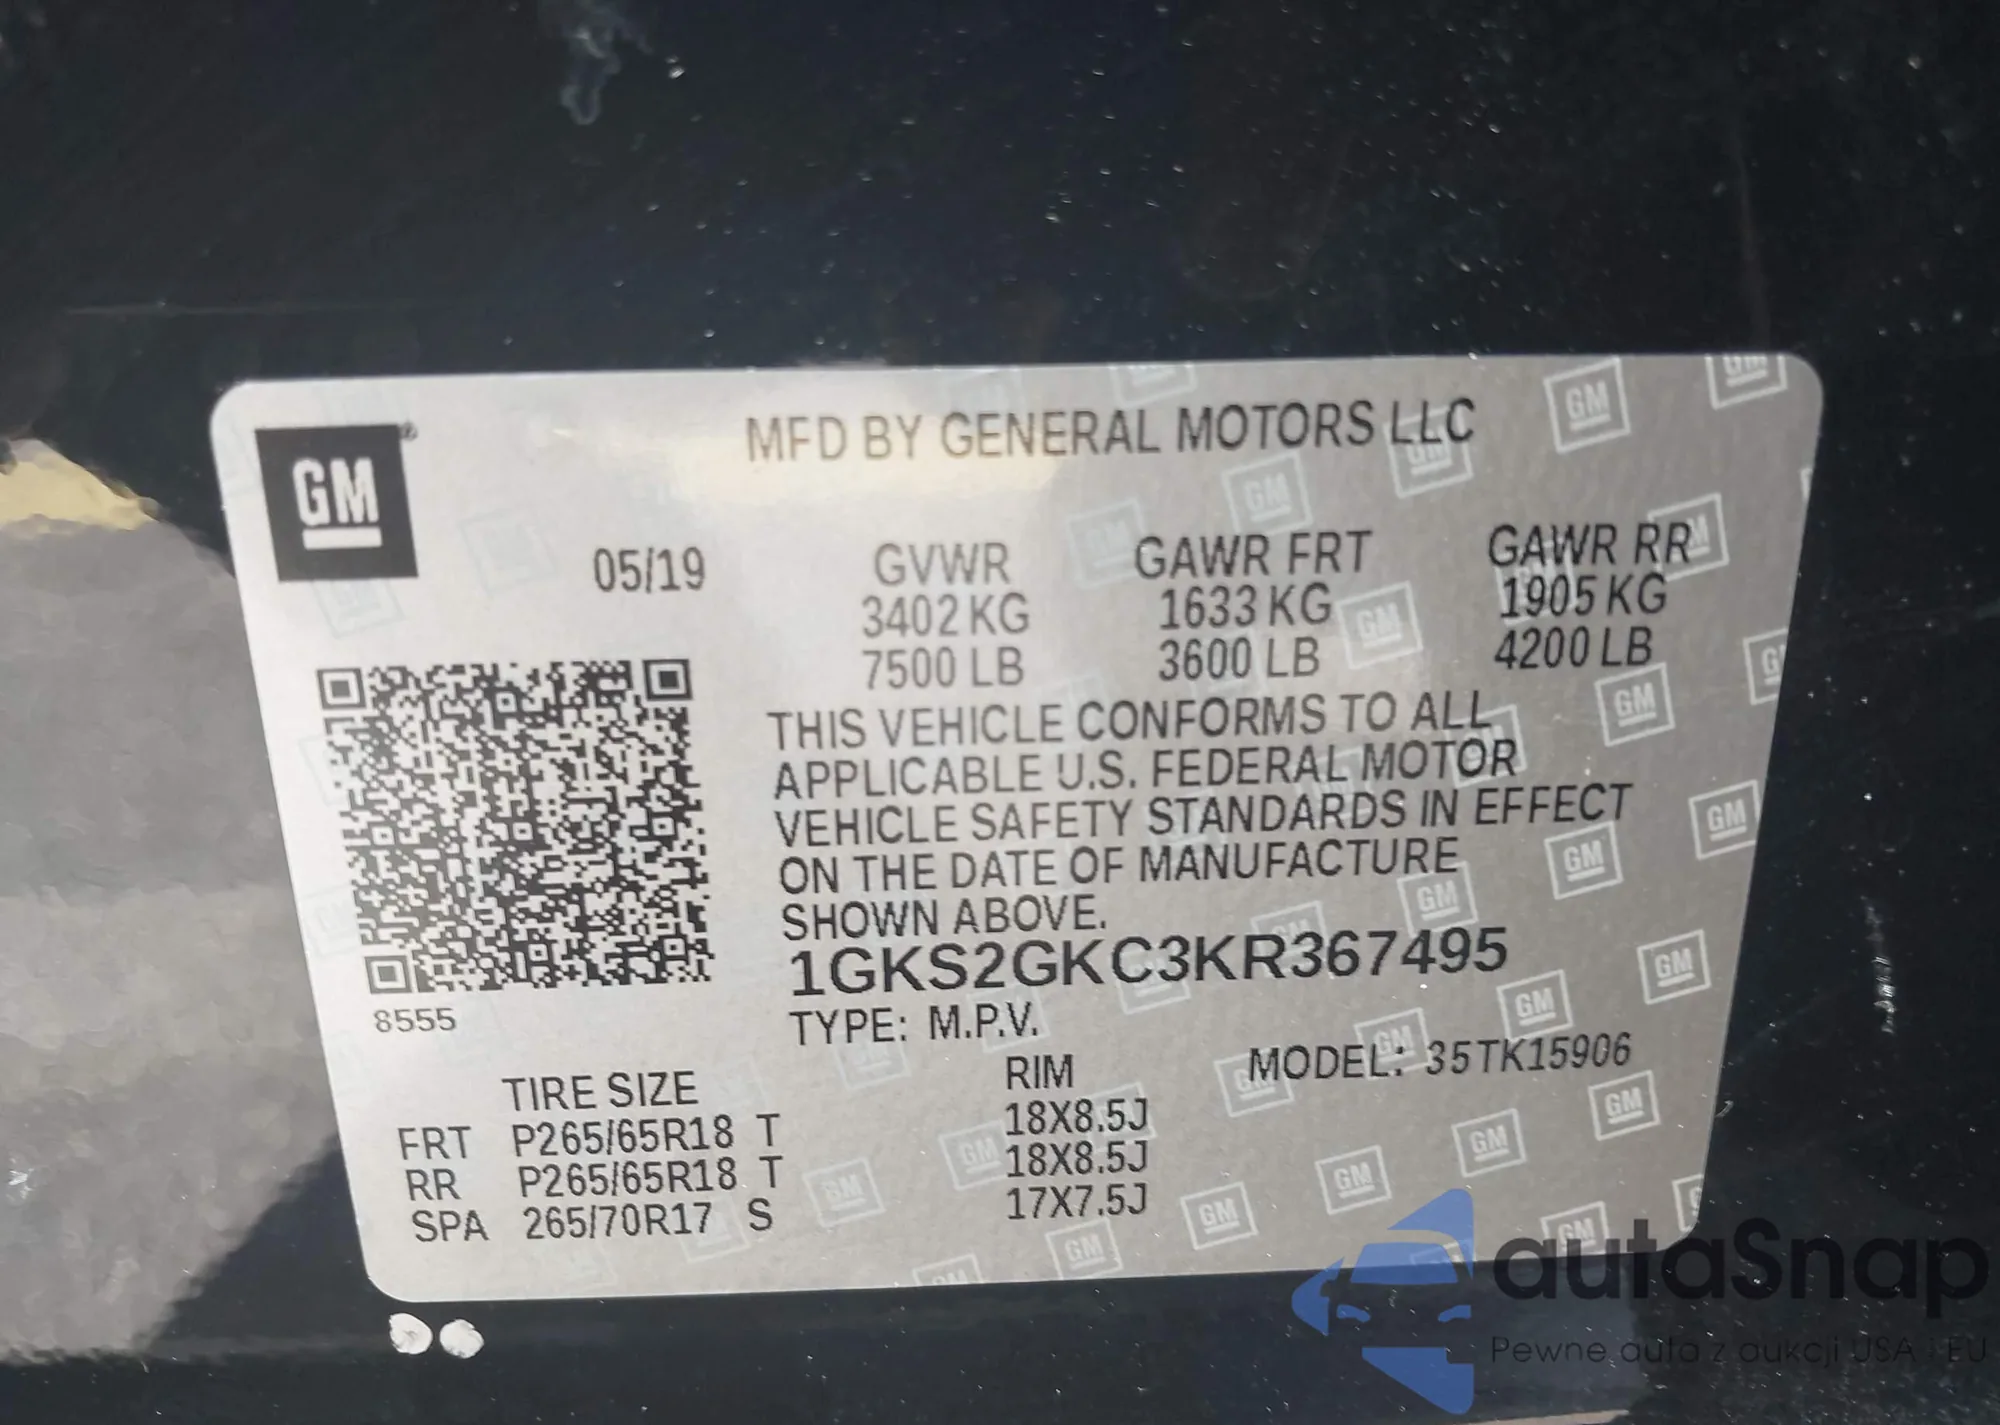 GM
MFD BY GENERAL MOTORS LLC
05/19
GVWR GAWR FRT GAWR RR
3402 KG 1633 KG 1905 KG
7500 LB 3600 LB 4200 LB
THIS VEHICLE CONFORMS TO ALL
APPLICABLE U.S. FEDERAL MOTOR
VEHICLE SAFETY STANDARDS IN EFFECT
ON THE DATE OF MANUFACTURE
SHOWN ABOVE.
1GKS2GKC3KR367495
8555
TYPE: M.P.V.
MODEL: 35TK15906
TIRE SIZE RIM
FRT P265/65R18 T 18X8.5J
RR P265/65R18 T 18X8.5J
SPA 265/70R17 S 17X7.5J
autaSnap
Pewne auta z aukcji USA i EU